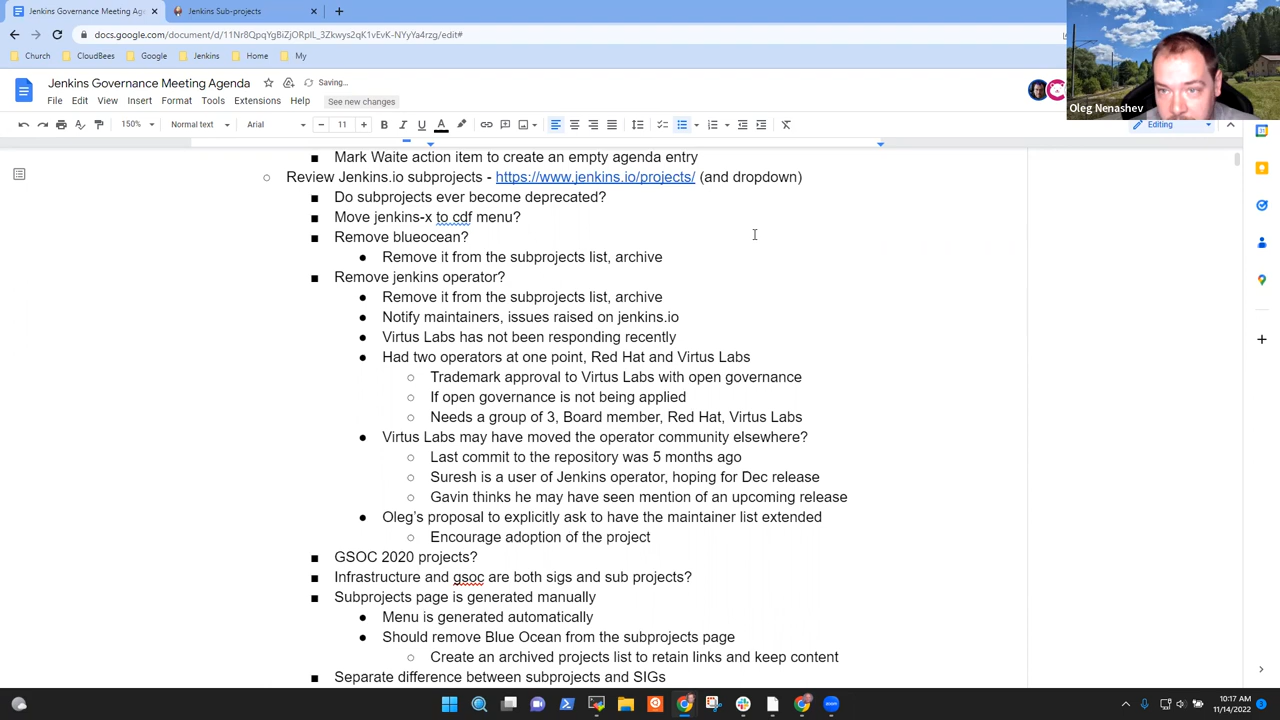 Jenkins Governance Meeting Ag
Jenkins Sub-projects
docs.google.com/document/d/11Nr8QpqYgBiZjORpIL_3Zkwys2qK1vEvK-NYyYa4rzg/edit#
Church
CloudBees
Google
Jenkins
Home
My
Jenkins Governance Meeting Agenda
Saving...
File Edit View Insert Format Tools Extensions Help
See new changes
150%
Normal text
Arial
11
Editing
Oleg Nenashev
Mark Waite action item to create an empty agenda entry
Review Jenkins.io subprojects - https://www.jenkins.io/projects/ (and dropdown)
Do subprojects ever become deprecated?
Move jenkins-x to cdf menu?
Remove blueocean?
Remove it from the subprojects list, archive
Remove jenkins operator?
Remove it from the subprojects list, archive
Notify maintainers, issues raised on jenkins.io
Virtus Labs has not been responding recently
Had two operators at one point, Red Hat and Virtus Labs
Trademark approval to Virtus Labs with open governance
If open governance is not being applied
Needs a group of 3, Board member, Red Hat, Virtus Labs
Virtus Labs may have moved the operator community elsewhere?
Last commit to the repository was 5 months ago
Suresh is a user of Jenkins operator, hoping for Dec release
Gavin thinks he may have seen mention of an upcoming release
Oleg's proposal to explicitly ask to have the maintainer list extended
Encourage adoption of the project
GSOC 2020 projects?
Infrastructure and gsoc are both sigs and sub projects?
Subprojects page is generated manually
Menu is generated automatically
Should remove Blue Ocean from the subprojects page
Create an archived projects list to retain links and keep content
Separate difference between subprojects and SIGs
10:17 AM
11/14/2022